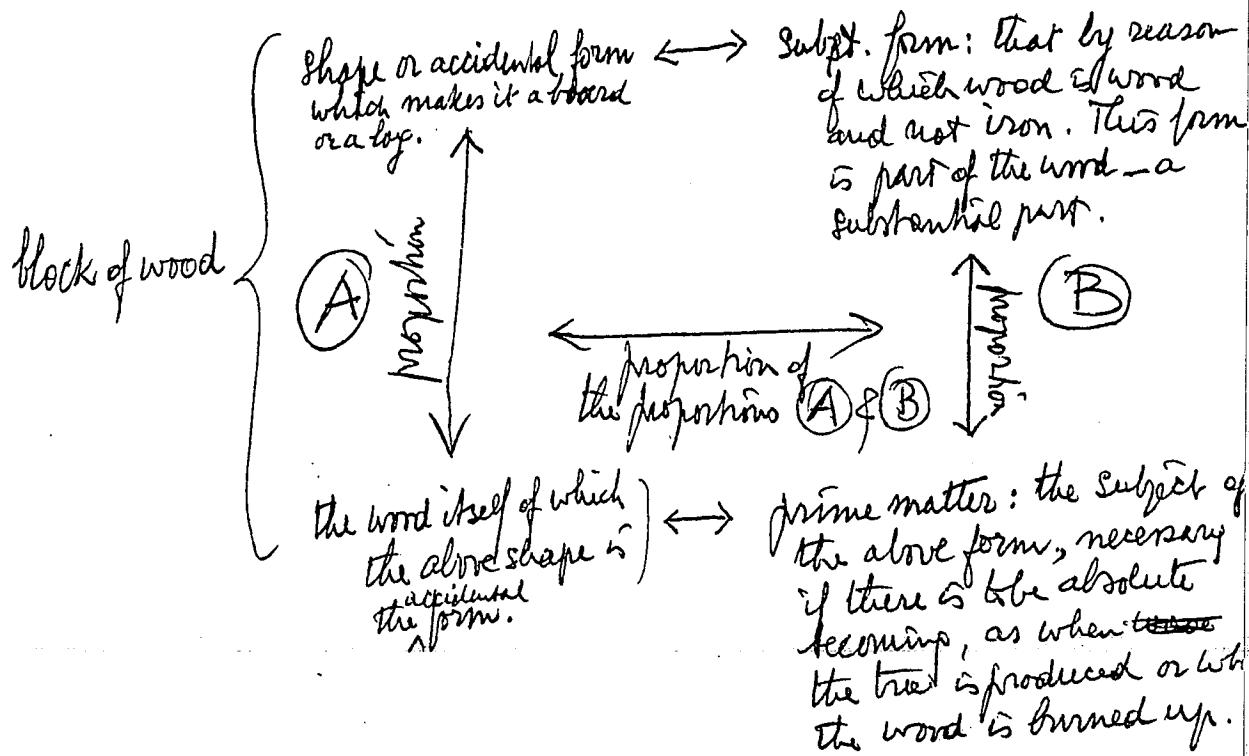 shape or accidental form
which makes it a board
or a log.
subst. form: that by reason
of which wood is wood
and not iron. This form
is part of the wood – a
substantial part.
block of wood
A
proportion
proportion
B
proportion of
the proportions A & B
the wood itself of which
the above shape is
the accidental form.
prime matter: the subject of
the above form, necessary
if there is to be absolute
becoming, as when
the tree is produced or wh
the wood is burned up.